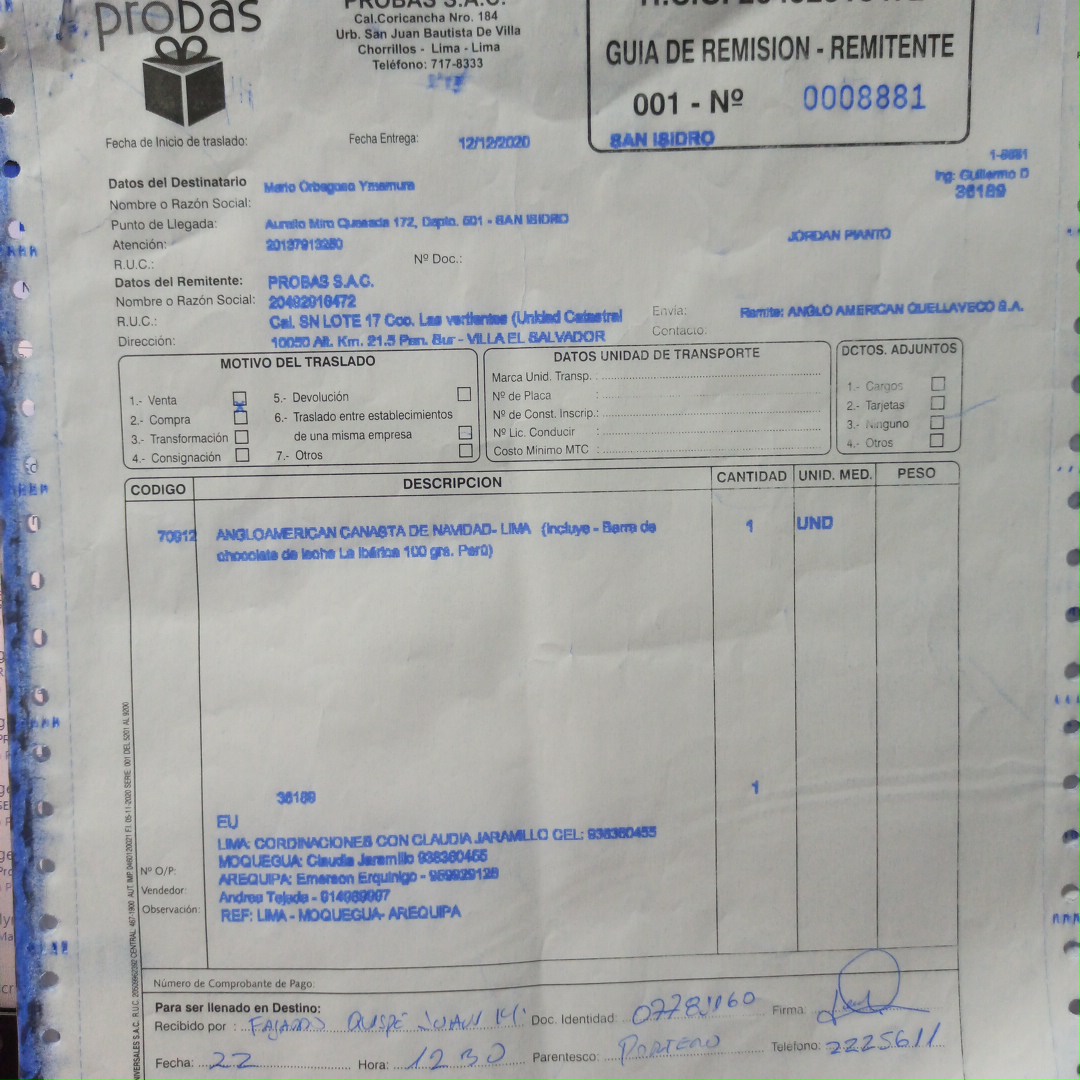 probas
PROBAS S.A.C.
Cal.Coricancha Nro. 184
Urb. San Juan Bautista De Villa
Chorrillos - Lima - Lima
Teléfono: 717-8333
GUIA DE REMISION - REMITENTE
001 - Nº 0008881
SAN ISIDRO
Fecha de Inicio de traslado:
Fecha Entrega: 12/12/2020
1-8881
Ing: Guillermo D
36189
Datos del Destinatario
Mario Orbegoso Ymamura
Nombre o Razón Social:
Punto de Llegada: Aurelio Miro Quesada 172, Depto. 501 - SAN ISIDRO
Atención: 20137913250
JORDAN PIANTO
R.U.C.: Nº Doc.:
Datos del Remitente: PROBAS S.A.C.
Nombre o Razón Social: 20492916472
R.U.C.: Cal. SN LOTE 17 Coo. Las vertientes (Unidad Catastral
Envía: Remite: ANGLO AMERICAN QUELLAVECO S.A.
Dirección: 10050 Alt. Km. 21.5 Pan. Sur - VILLA EL SALVADOR
Contacto:
MOTIVO DEL TRASLADO
1.- Venta X
2.- Compra
3.- Transformación
4.- Consignación
5.- Devolución
6.- Traslado entre establecimientos
de una misma empresa
7.- Otros
DATOS UNIDAD DE TRANSPORTE
Marca Unid. Transp. :
Nº de Placa :
Nº de Const. Inscrip.:
Nº Lic. Conducir :
Costo Mínimo MTC :
DCTOS. ADJUNTOS
1.- Cargos
2.- Tarjetas
3.- Ninguno
4.- Otros
CODIGO DESCRIPCION CANTIDAD UNID. MED. PESO
70912 ANGLOAMERICAN CANASTA DE NAVIDAD- LIMA (Incluye - Barra de 1 UND
chocolate de leche La Ibérica 100 grs. Perú)
36189 1
EU
LIMA: CORDINACIONES CON CLAUDIA JARAMILLO CEL: 938360455
MOQUEGUA: Claudia Jaramillo 938360455
Nº O/P:
AREQUIPA: Emerson Erquinigo - 959929128
Vendedor:
Andrea Tejada - 914089097
Observación:
REF: LIMA - MOQUEGUA- AREQUIPA
Número de Comprobante de Pago:
Para ser llenado en Destino:
Recibido por : Quispe Juan M. Doc. Identidad: Firma:
Fecha: 22 Hora: 12 30 Parentesco: Portero Teléfono: 2225611